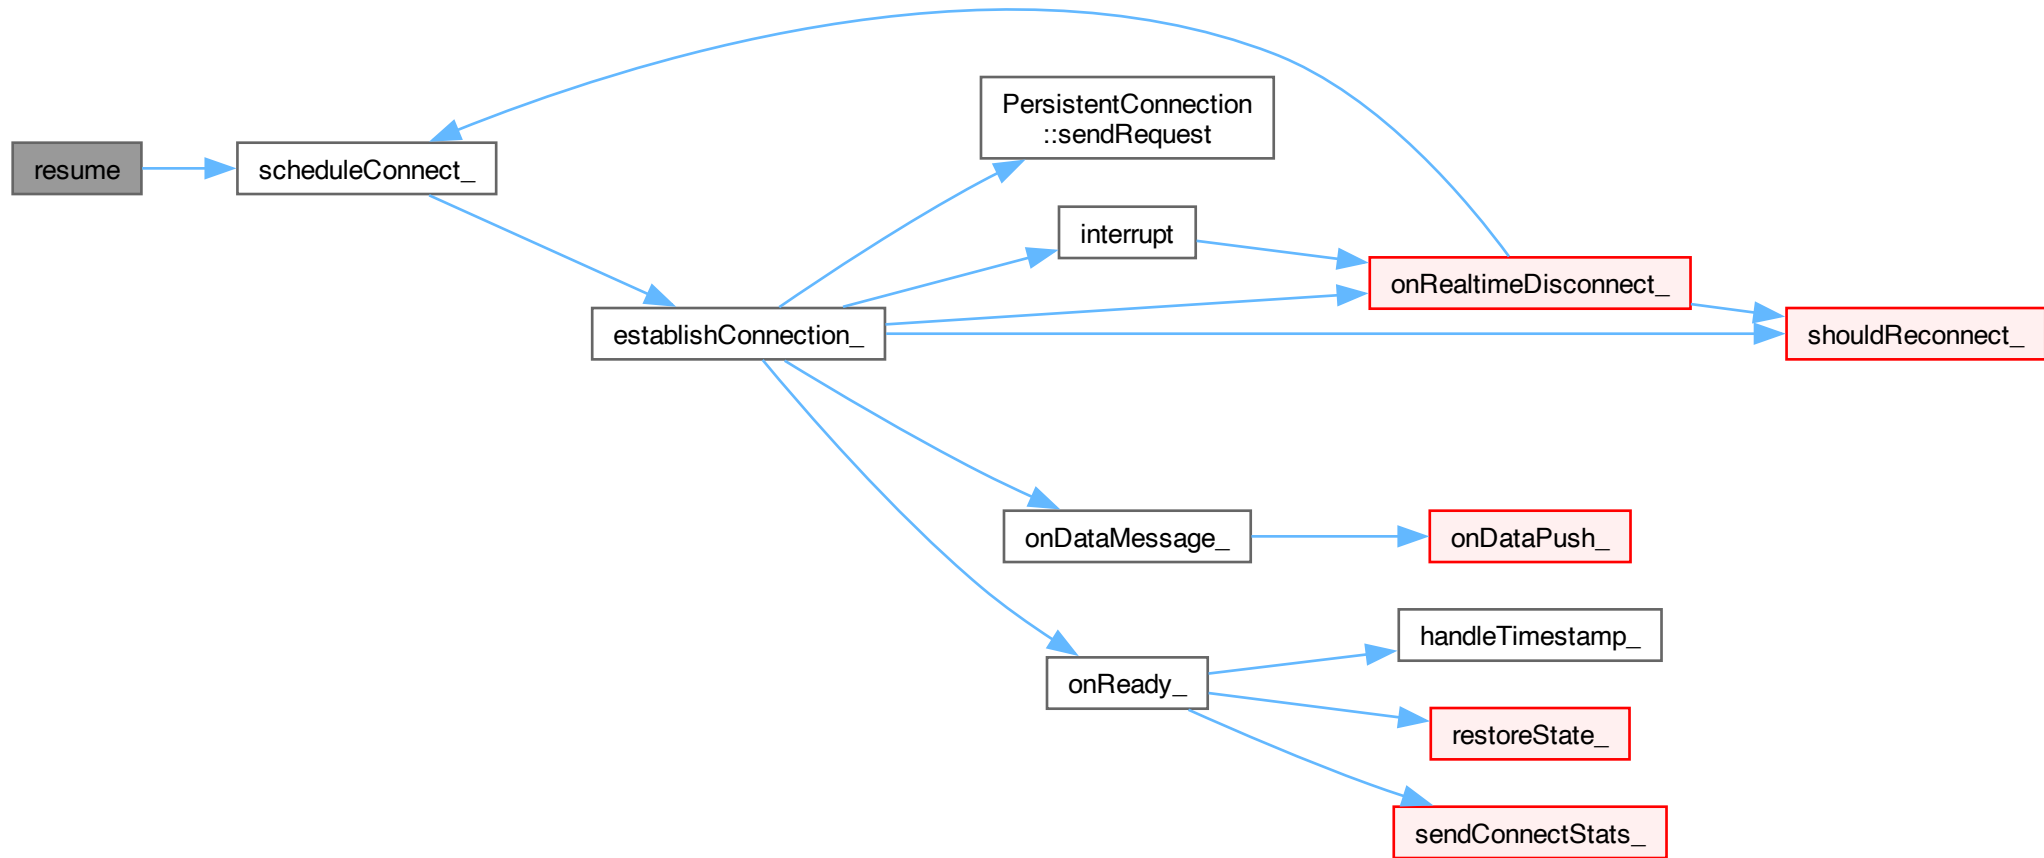 resume
scheduleConnect_
PersistentConnection
::sendRequest
interrupt
onRealtimeDisconnect_
establishConnection_
shouldReconnect_
onDataMessage_
onDataPush_
handleTimestamp_
onReady_
restoreState_
sendConnectStats_